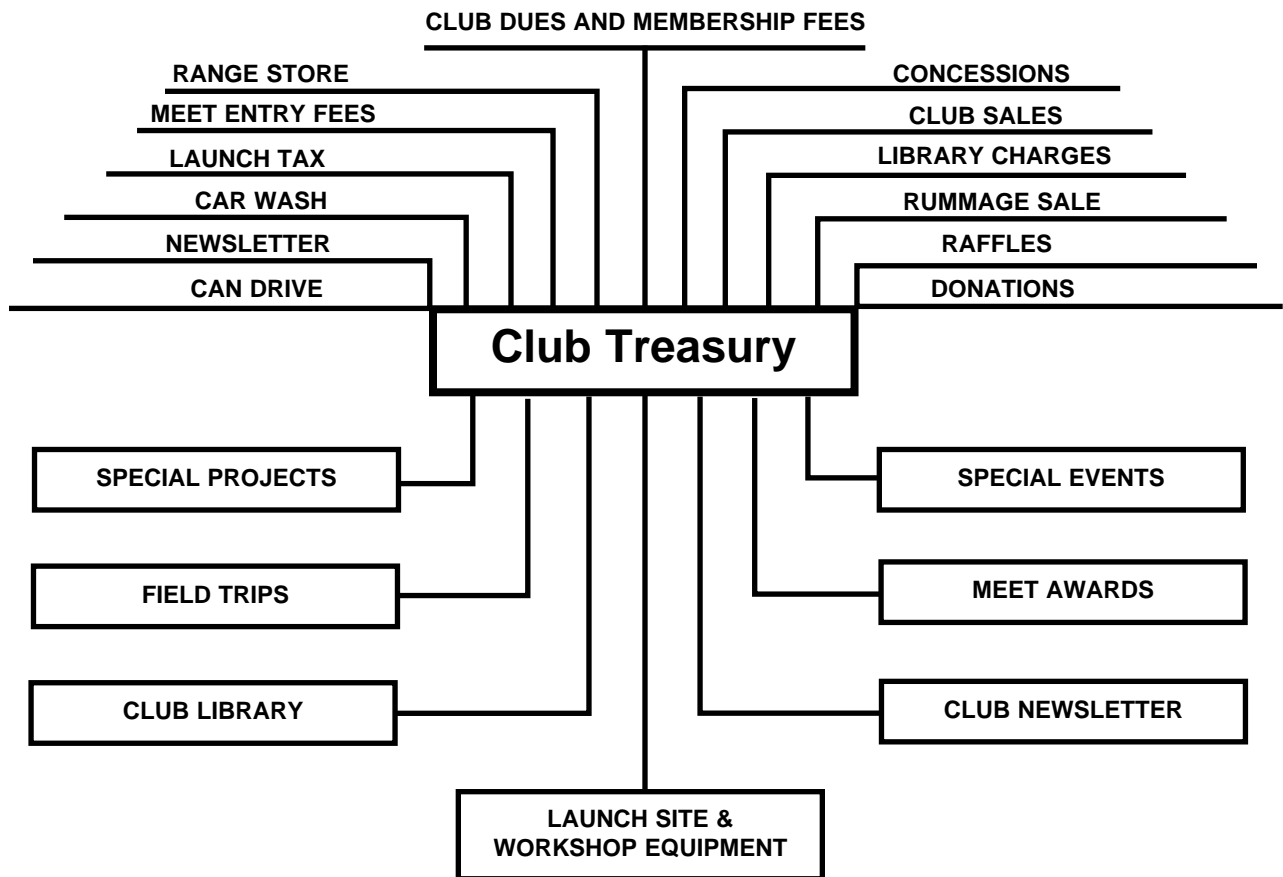 CLUB DUES AND MEMBERSHIP FEES
RANGE STORE
CONCESSIONS
MEET ENTRY FEES
CLUB SALES
LAUNCH TAX
LIBRARY CHARGES
CAR WASH
RUMMAGE SALE
NEWSLETTER
RAFFLES
CAN DRIVE
DONATIONS
Club Treasury
SPECIAL PROJECTS
SPECIAL EVENTS
FIELD TRIPS
MEET AWARDS
CLUB LIBRARY
CLUB NEWSLETTER
LAUNCH SITE &
WORKSHOP EQUIPMENT